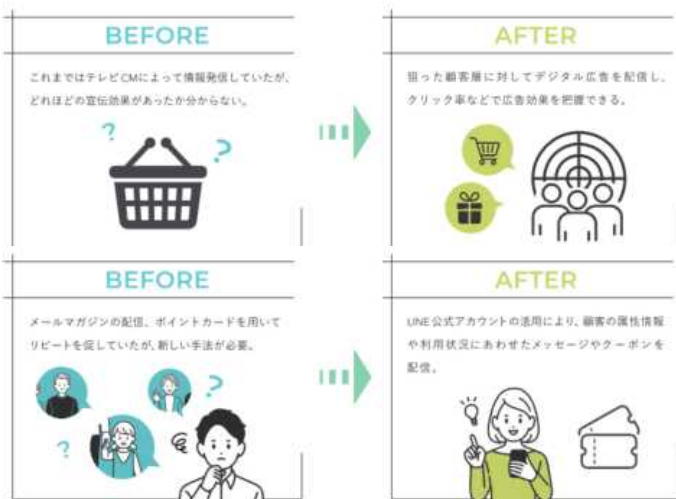 BEFORE
これまではテレビCMによって情報発信していたが、
どれほどの宣伝効果があったか分からない。
?
?
AFTER
狙った顧客層に対してデジタル広告を配信し、
クリック率などで広告効果を把握できる。
BEFORE
メールマガジンの配信、ポイントカードを用いて
リピートを促していたが、新しい手法が必要。
?
?
AFTER
LINE公式アカウントの活用により、顧客の属性情報
や利用状況にあわせたメッセージやクーポンを
配信。